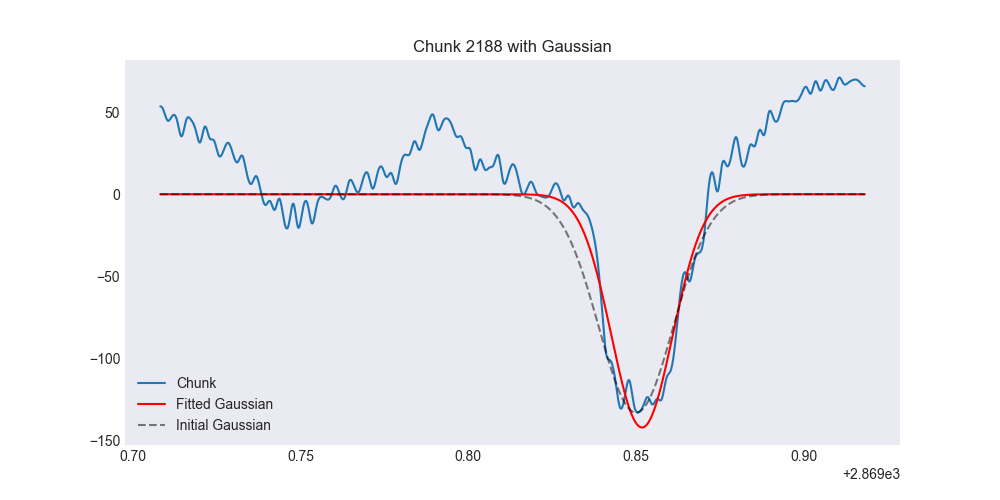 Chunk 2188 with Gaussian
50
0
−50
−100
−150
Chunk
Fitted Gaussian
Initial Gaussian
0.70 0.75 0.80 0.85 0.90
+2.869e3